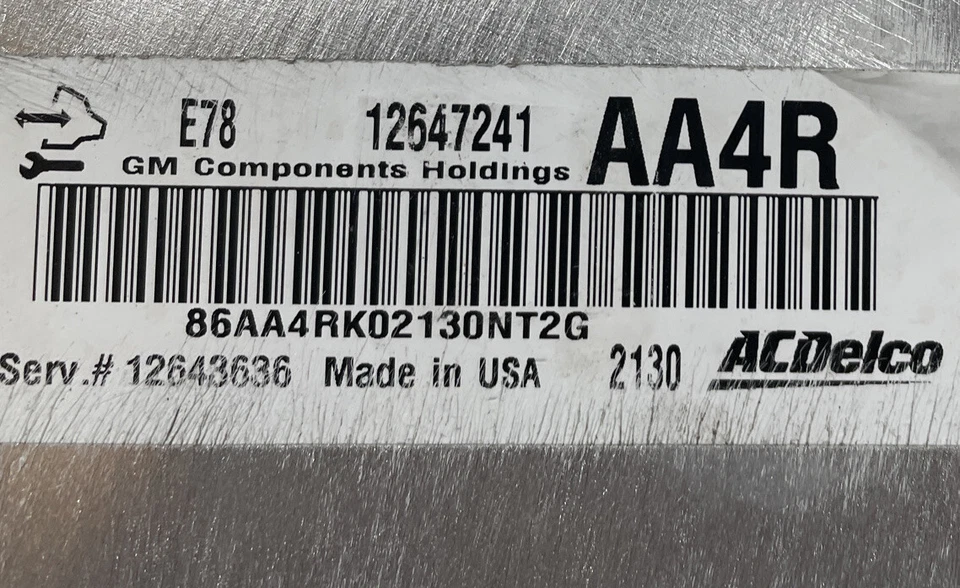 E78 12647241 AA4R
GM Components Holdings
86AA4RK02130NT2G
Serv.# 12643636 Made in USA 2130 ACDelco